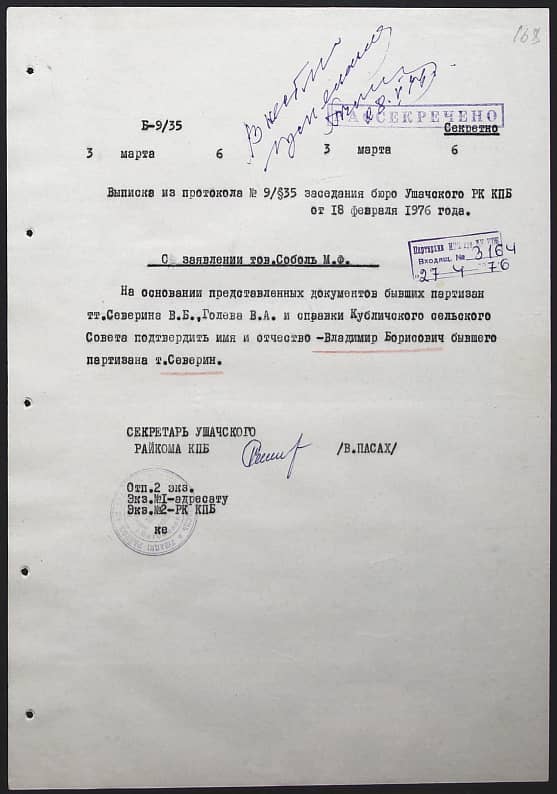 168
РАССЕКРЕЧЕНО
Б-9/35
Секретно
3 марта 6 3 марта 6
Выписка из протокола № 9/§35 заседания бюро Ушачского РК КПБ
от 18 февраля 1976 года.
Входящ. № 3164
"27" 4 76
О заявлении тов.Соболь М.Ф.
На основании представленных документов бывших партизан
тт.Северина В.Б.,Голева В.А. и справки Кубличского сельского
Совета подтвердить имя и отчество -Владимир Борисович бывшего
партизана т.Северин.
СЕКРЕТАРЬ УШАЧСКОГО
РАЙКОМА КПБ /В.ПАСАХ/
Отп.2 экз.
Экз.№1-адресату
Экз.№2-РК КПБ
ке